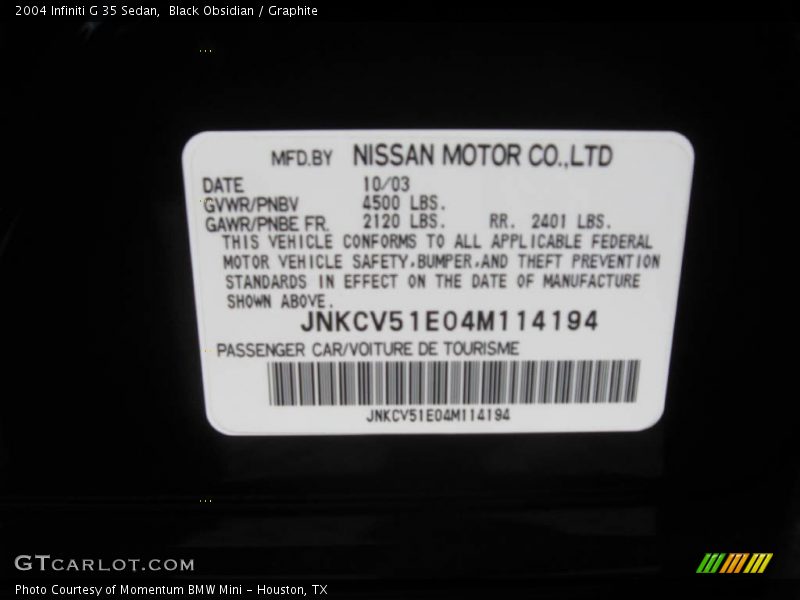 2004 Infiniti G 35 Sedan,  Black Obsidian / Graphite
MFD.BY NISSAN MOTOR CO.,LTD
DATE 10/03
GVWR/PNBV 4500 LBS.
GAWR/PNBE FR. 2120 LBS. RR. 2401 LBS.
THIS VEHICLE CONFORMS TO ALL APPLICABLE FEDERAL
MOTOR VEHICLE SAFETY,BUMPER,AND THEFT PREVENTION
STANDARDS IN EFFECT ON THE DATE OF MANUFACTURE
SHOWN ABOVE.
JNKCV51E04M114194
PASSENGER CAR/VOITURE DE TOURISME
JNKCV51E04M114194
GTCARLOT.COM
Photo Courtesy of Momentum BMW Mini - Houston, TX